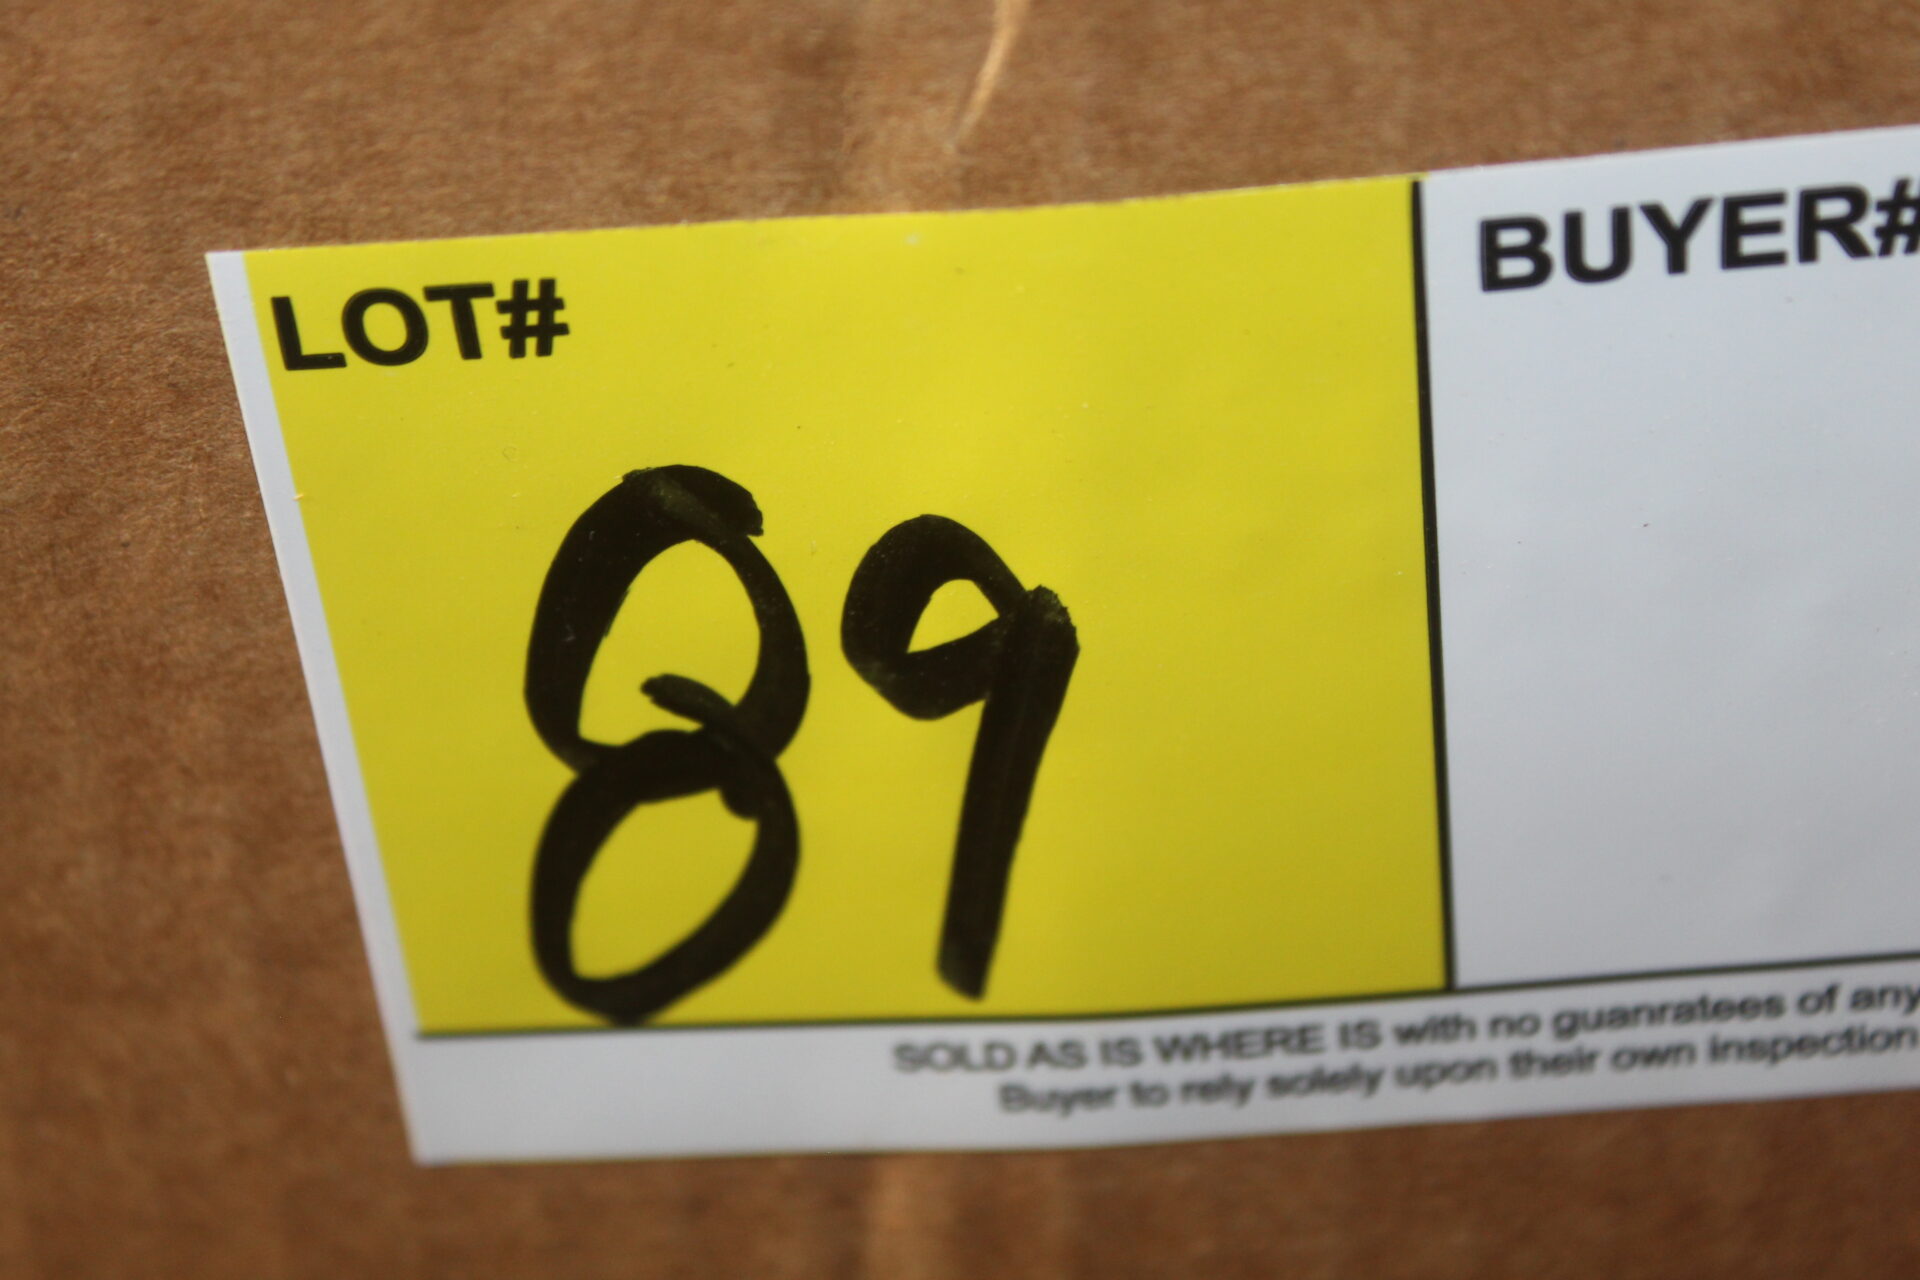 LOT#
BUYER#
89
SOLD AS IS WHERE IS with no guanratees of any
Buyer to rely solely upon their own inspection